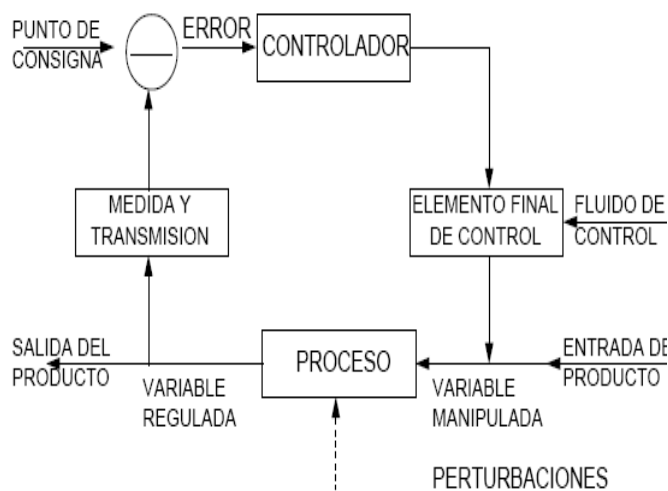 PUNTO DE
CONSIGNA
ERROR
CONTROLADOR
MEDIDA Y
TRANSMISION
ELEMENTO FINAL
DE CONTROL
FLUIDO DE
CONTROL
SALIDA DEL
PRODUCTO
VARIABLE
REGULADA
PROCESO
VARIABLE
MANIPULADA
ENTRADA DE
PRODUCTO
PERTURBACIONES